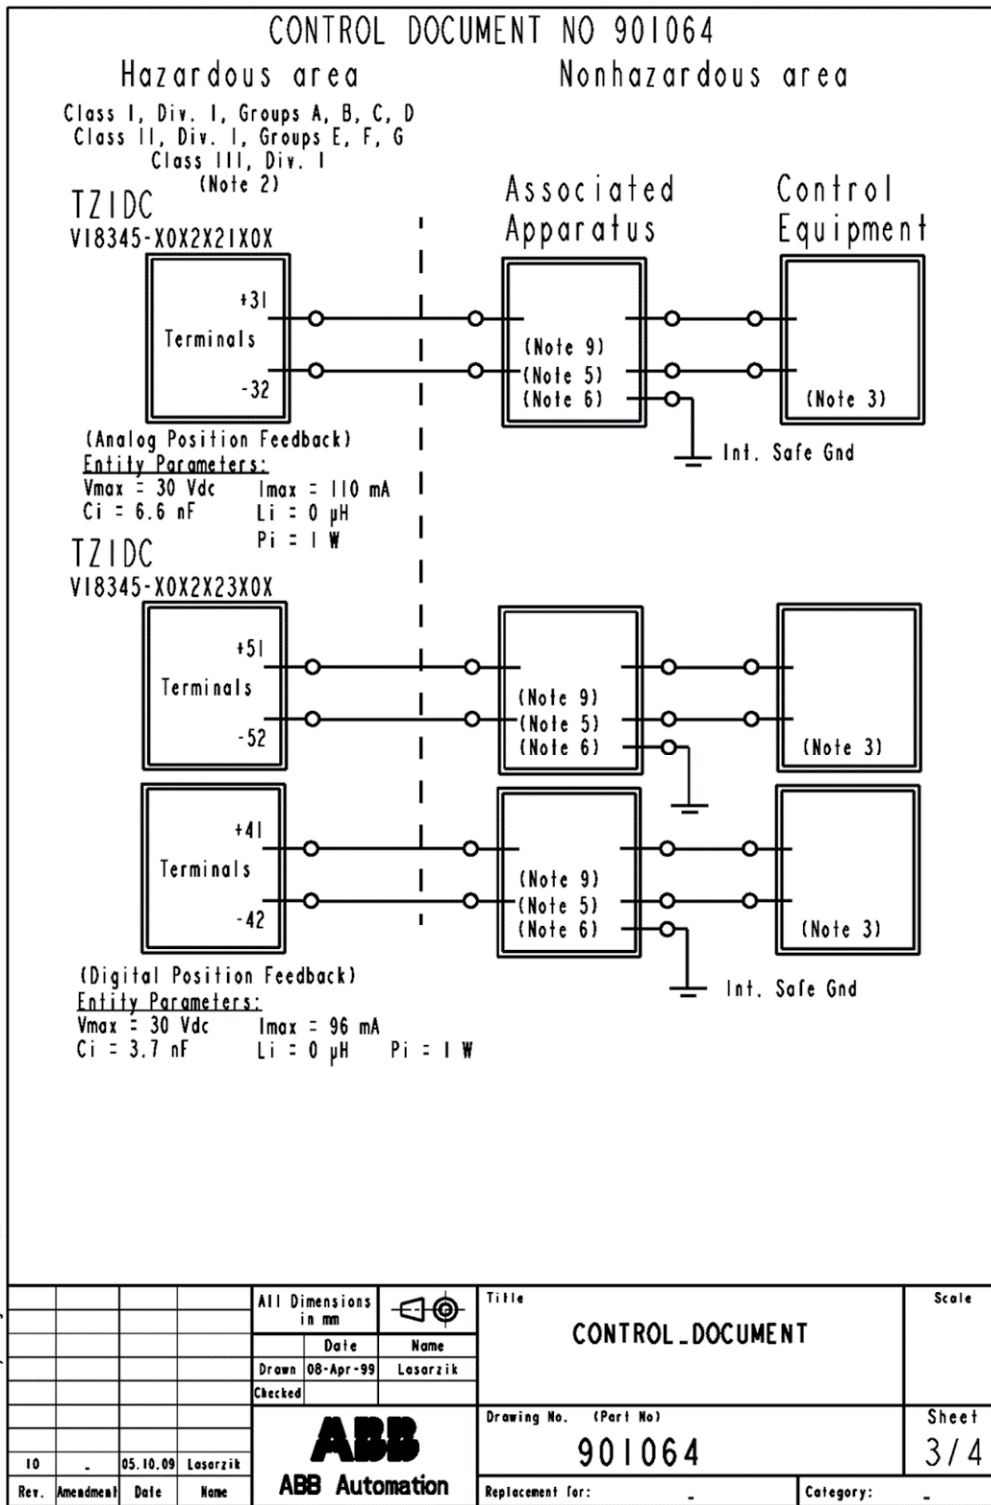 CONTROL DOCUMENT NO 901064
Hazardous area
Nonhazardous area
Class I, Div. I, Groups A, B, C, D
Class II, Div. I, Groups E, F, G
Class III, Div. I
(Note 2)
TZIDC
V18345-X0X2X21X0X
Associated
Apparatus
Control
Equipment
+31
Terminals
-32
(Note 9)
(Note 5)
(Note 6)
(Note 3)
Int. Safe Gnd
(Analog Position Feedback)
Entity Parameters:
Vmax = 30 Vdc Imax = 110 mA
Ci = 6.6 nF Li = 0 µH
Pi = 1 W
TZIDC
V18345-X0X2X23X0X
+51
Terminals
-52
(Note 9)
(Note 5)
(Note 6)
(Note 3)
+41
Terminals
-42
(Note 9)
(Note 5)
(Note 6)
(Note 3)
Int. Safe Gnd
(Digital Position Feedback)
Entity Parameters:
Vmax = 30 Vdc Imax = 96 mA
Ci = 3.7 nF Li = 0 µH Pi = 1 W
All Dimensions
in mm
Date Name
Drawn 08-Apr-99 Lasarzik
Checked
ABB
ABB Automation
Title
CONTROL_DOCUMENT
Scale
Drawing No. (Part No)
901064
Sheet
3/4
10 - 05.10.09 Lasarzik
Rev. Amendment Date Name
Replacement for: -
Category: -